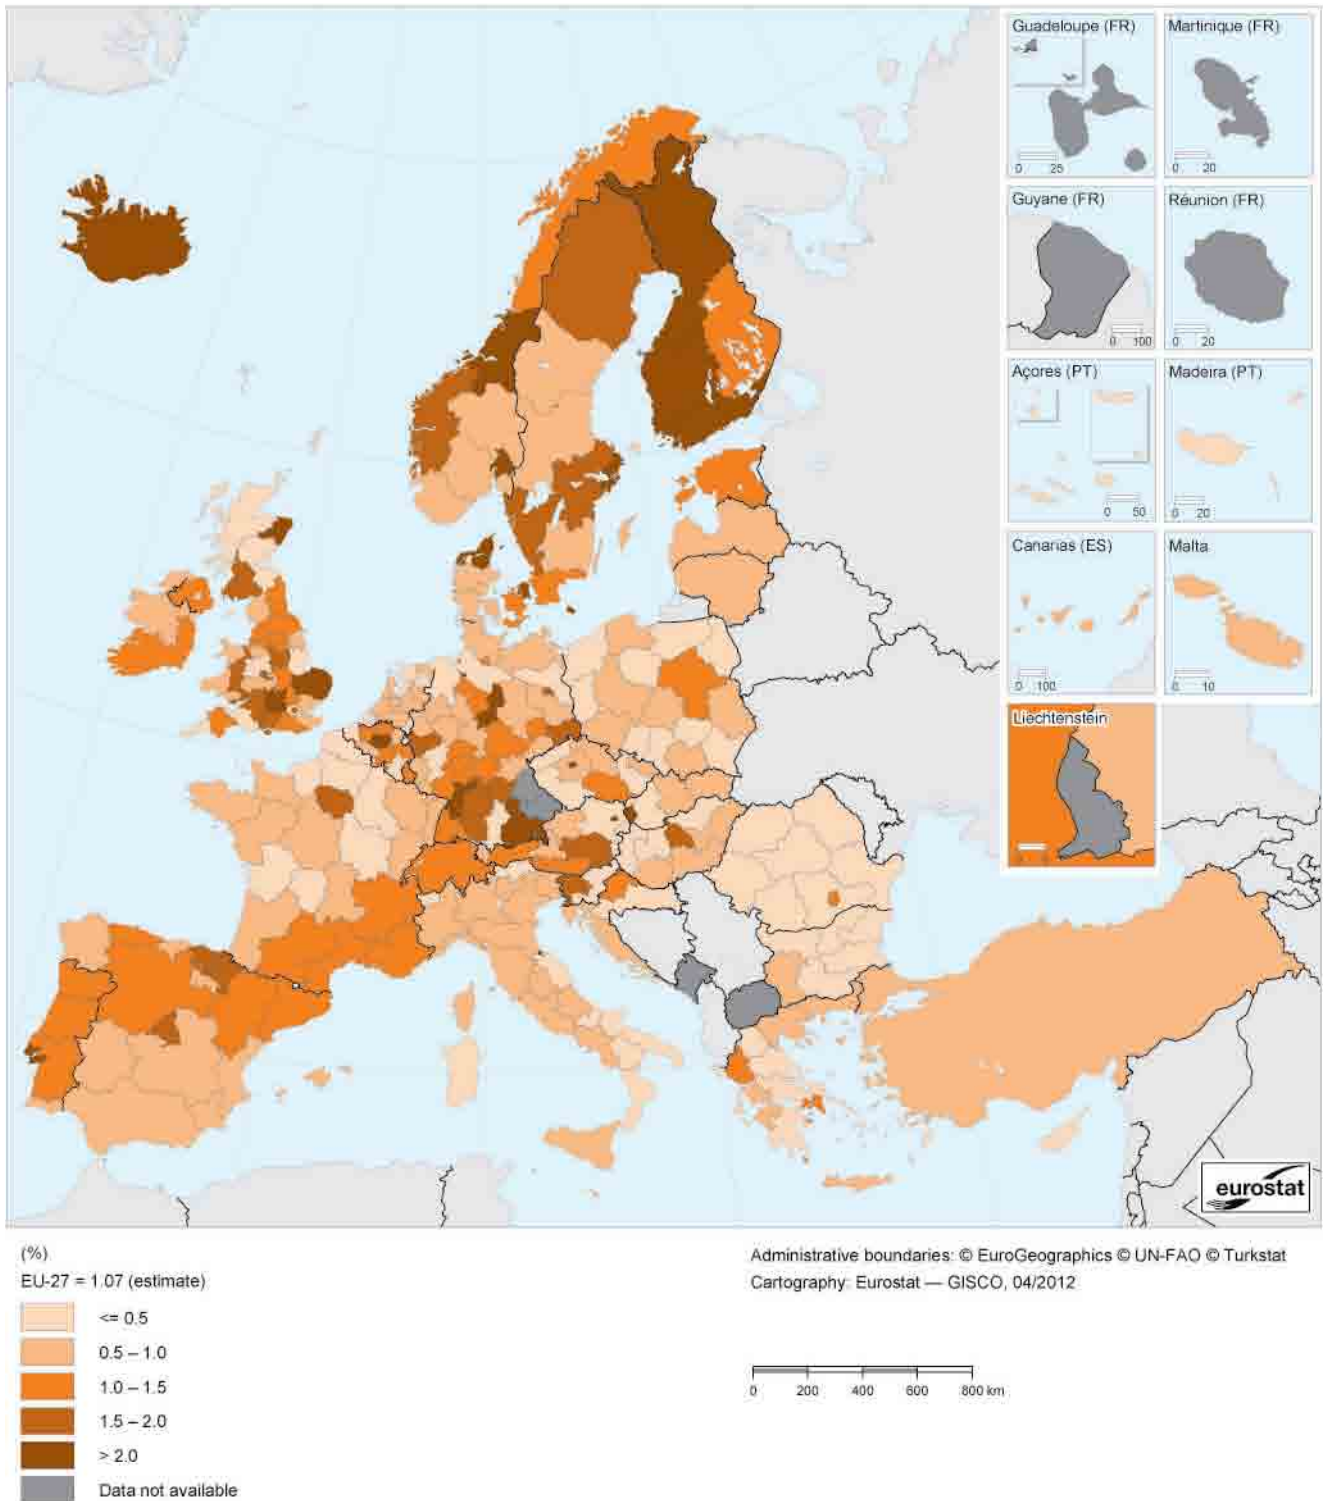 Guadeloupe (FR)
0 25
Martinique (FR)
0 20
Guyane (FR)
0 100
Réunion (FR)
0 20
Açores (PT)
0 50
Madeira (PT)
0 20
Canarias (ES)
0 100
Malta
0 10
Liechtenstein
eurostat
(%)
EU-27 = 1.07 (estimate)
<= 0.5
0.5 – 1.0
1.0 – 1.5
1.5 – 2.0
> 2.0
Data not available
Administrative boundaries: © EuroGeographics © UN-FAO © Turkstat
Cartography: Eurostat — GISCO, 04/2012
0 200 400 600 800 km